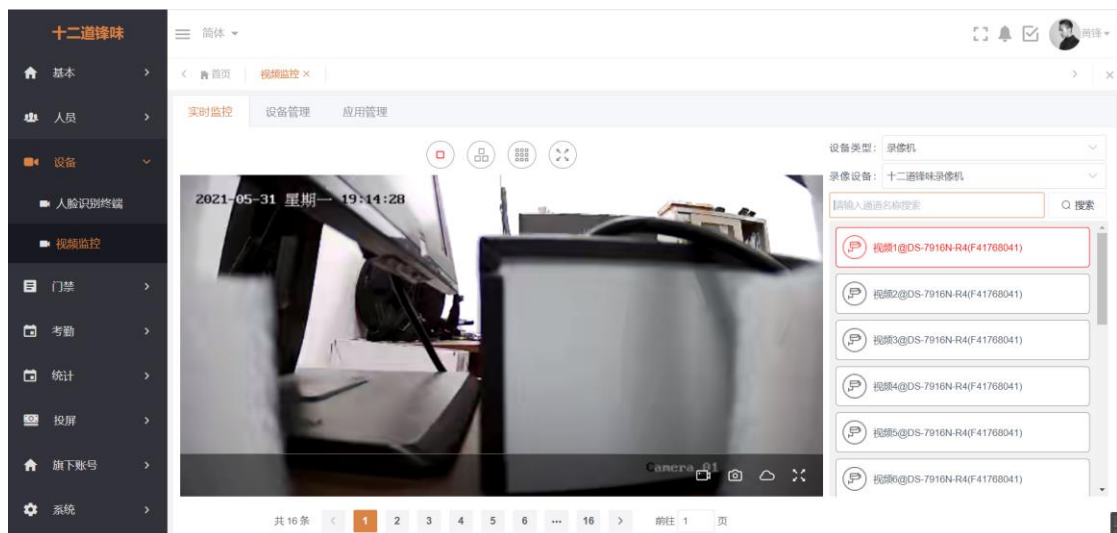 十二道锋味
简体
黄锋
基本
首页
视频监控
人员
实时监控
设备管理
应用管理
设备
人脸识别终端
视频监控
门禁
考勤
统计
投屏
旗下账号
系统
2021-05-31 星期一 19:14:28
Camera 01
设备类型: 录像机
录像设备: 十二道锋味录像机
请输入通道名称搜索
搜索
视频1@DS-7916N-R4(F41768041)
视频2@DS-7916N-R4(F41768041)
视频3@DS-7916N-R4(F41768041)
视频4@DS-7916N-R4(F41768041)
视频5@DS-7916N-R4(F41768041)
视频6@DS-7916N-R4(F41768041)
共 16 条 < 1 2 3 4 5 6 ... 16 > 前往 1 页